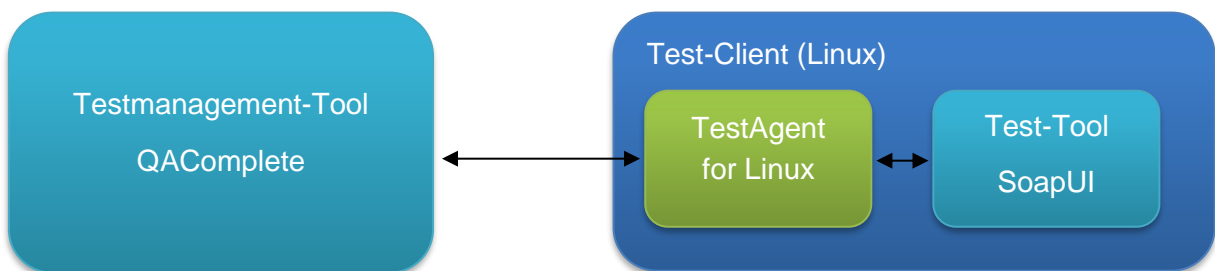 Testmanagement-Tool
QAComplete
Test-Client (Linux)
TestAgent
for Linux
Test-Tool
SoapUI